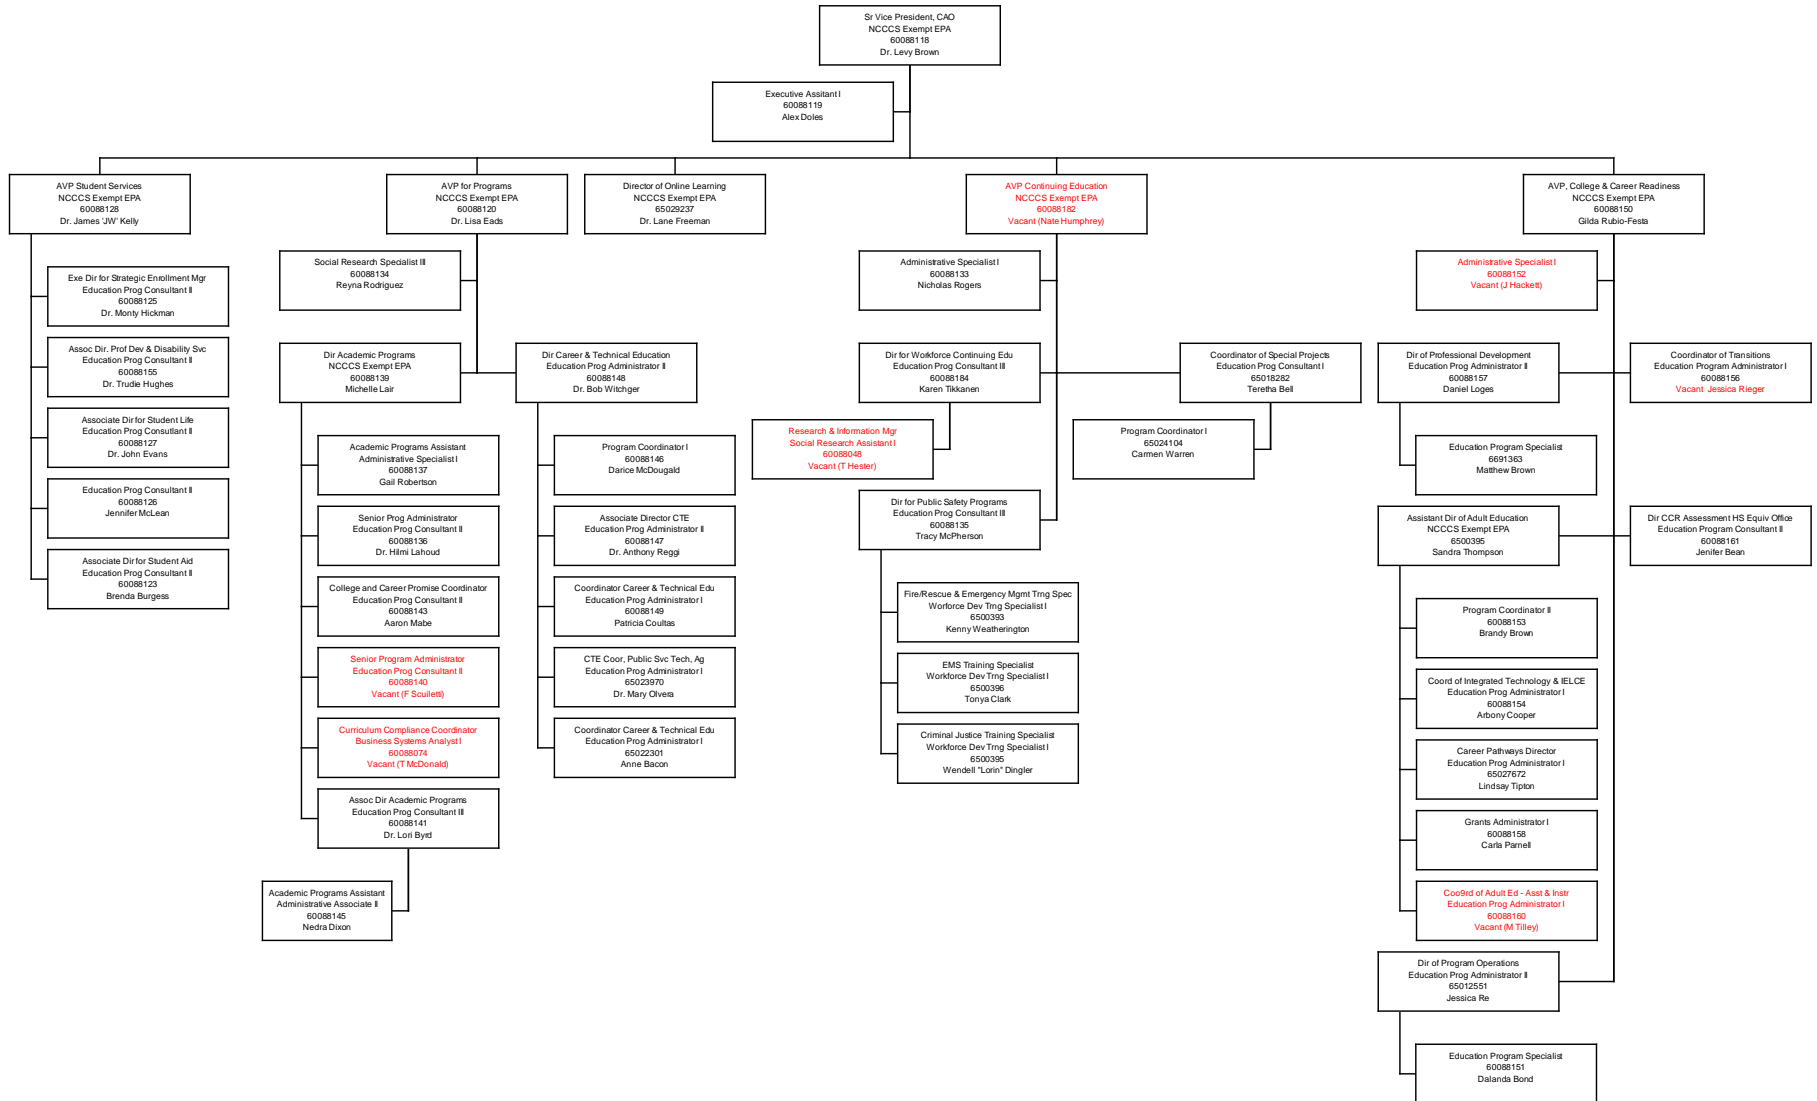 Sr Vice President, CAO
NCCCS Exempt EPA
60088118
Dr. Levy Brown
Executive Assitant I
60088119
Alex Doles
AVP Student Services
NCCCS Exempt EPA
60088128
Dr. James 'JW' Kelly
AVP for Programs
NCCCS Exempt EPA
60088120
Dr. Lisa Eads
Director of Online Learning
NCCCS Exempt EPA
65029237
Dr. Lane Freeman
AVP Continuing Education
NCCCS Exempt EPA
60088182
Vacant (Nate Humphrey)
AVP, College & Career Readiness
NCCCS Exempt EPA
60088150
Gilda Rubio-Festa
Exe Dir for Strategic Enrollment Mgr
Education Prog Consultant II
60088125
Dr. Monty Hickman
Assoc Dir. Prof Dev & Disability Svc
Education Prog Consultant II
60088155
Dr. Trudie Hughes
Associate Dir for Student Life
Education Prog Consutlant II
60088127
Dr. John Evans
Education Prog Consultant II
60088126
Jennifer McLean
Associate Dir for Student Aid
Education Prog Consultant II
60088123
Brenda Burgess
Social Research Specialist III
60088134
Reyna Rodriguez
Dir Academic Programs
NCCCS Exempt EPA
60088139
Michelle Lair
Dir Career & Technical Education
Education Prog Administrator II
60088148
Dr. Bob Witchger
Academic Programs Assistant
Administrative Specialist I
60088137
Gail Robertson
Senior Prog Administrator
Education Prog Consultant II
60088136
Dr. Hilmi Lahoud
College and Career Promise Coordinator
Education Prog Consultant II
60088143
Aaron Mabe
Senior Program Administrator
Education Prog Consultant II
60088140
Vacant (F Scuiletti)
Curriculum Compliance Coordinator
Business Systems Analyst I
60088074
Vacant (T McDonald)
Assoc Dir Academic Programs
Education Prog Consultant III
60088141
Dr. Lori Byrd
Academic Programs Assistant
Administrative Associate II
60088145
Nedra Dixon
Program Coordinator I
60088146
Darice McDougald
Associate Director CTE
Education Prog Administrator II
60088147
Dr. Anthony Reggi
Coordinator Career & Technical Edu
Education Prog Administrator I
60088149
Patricia Coultas
CTE Coor, Public Svc Tech, Ag
Education Prog Administrator I
65023970
Dr. Mary Olvera
Coordinator Career & Technical Edu
Education Prog Administrator I
65022301
Anne Bacon
Administrative Specialist I
60088133
Nicholas Rogers
Dir for Workforce Continuing Edu
Education Prog Consultant III
60088184
Karen Tikkanen
Coordinator of Special Projects
Education Prog Consultant I
65018282
Teretha Bell
Research & Information Mgr
Social Research Assistant I
60088048
Vacant (T Hester)
Program Coordinator I
65024104
Carmen Warren
Dir for Public Safety Programs
Education Prog Consultant III
60088135
Tracy McPherson
Fire/Rescue & Emergency Mgmt Trng Spec
Worforce Dev Trng Specialist I
6500393
Kenny Weatherington
EMS Training Specialist
Workforce Dev Trng Specialist I
6500396
Tonya Clark
Criminal Justice Training Specialist
Workforce Dev Trng Specialist I
6500395
Wendell "Lorin" Dingler
Administrative Specialist I
60088152
Vacant (J Hackett)
Dir of Professional Development
Education Prog Administrator II
60088157
Daniel Loges
Coordinator of Transitions
Education Program Administrator I
60088156
Vacant Jessica Rieger
Education Program Specialist
6691363
Matthew Brown
Assistant Dir of Adult Education
NCCCS Exempt EPA
6500395
Sandra Thompson
Dir CCR Assessment HS Equiv Office
Education Program Consultant II
60088161
Jenifer Bean
Program Coordinator II
60088153
Brandy Brown
Coord of Integrated Technology & IELCE
Education Prog Administrator I
60088154
Arbony Cooper
Career Pathways Director
Education Prog Administrator I
65027672
Lindsay Tipton
Grants Administrator I
60088158
Carla Parnell
Coo9rd of Adult Ed - Asst & Instr
Education Prog Administrator I
60088160
Vacant (M Tilley)
Dir of Program Operations
Education Prog Administrator II
65012551
Jessica Re
Education Program Specialist
60088151
Dalanda Bond